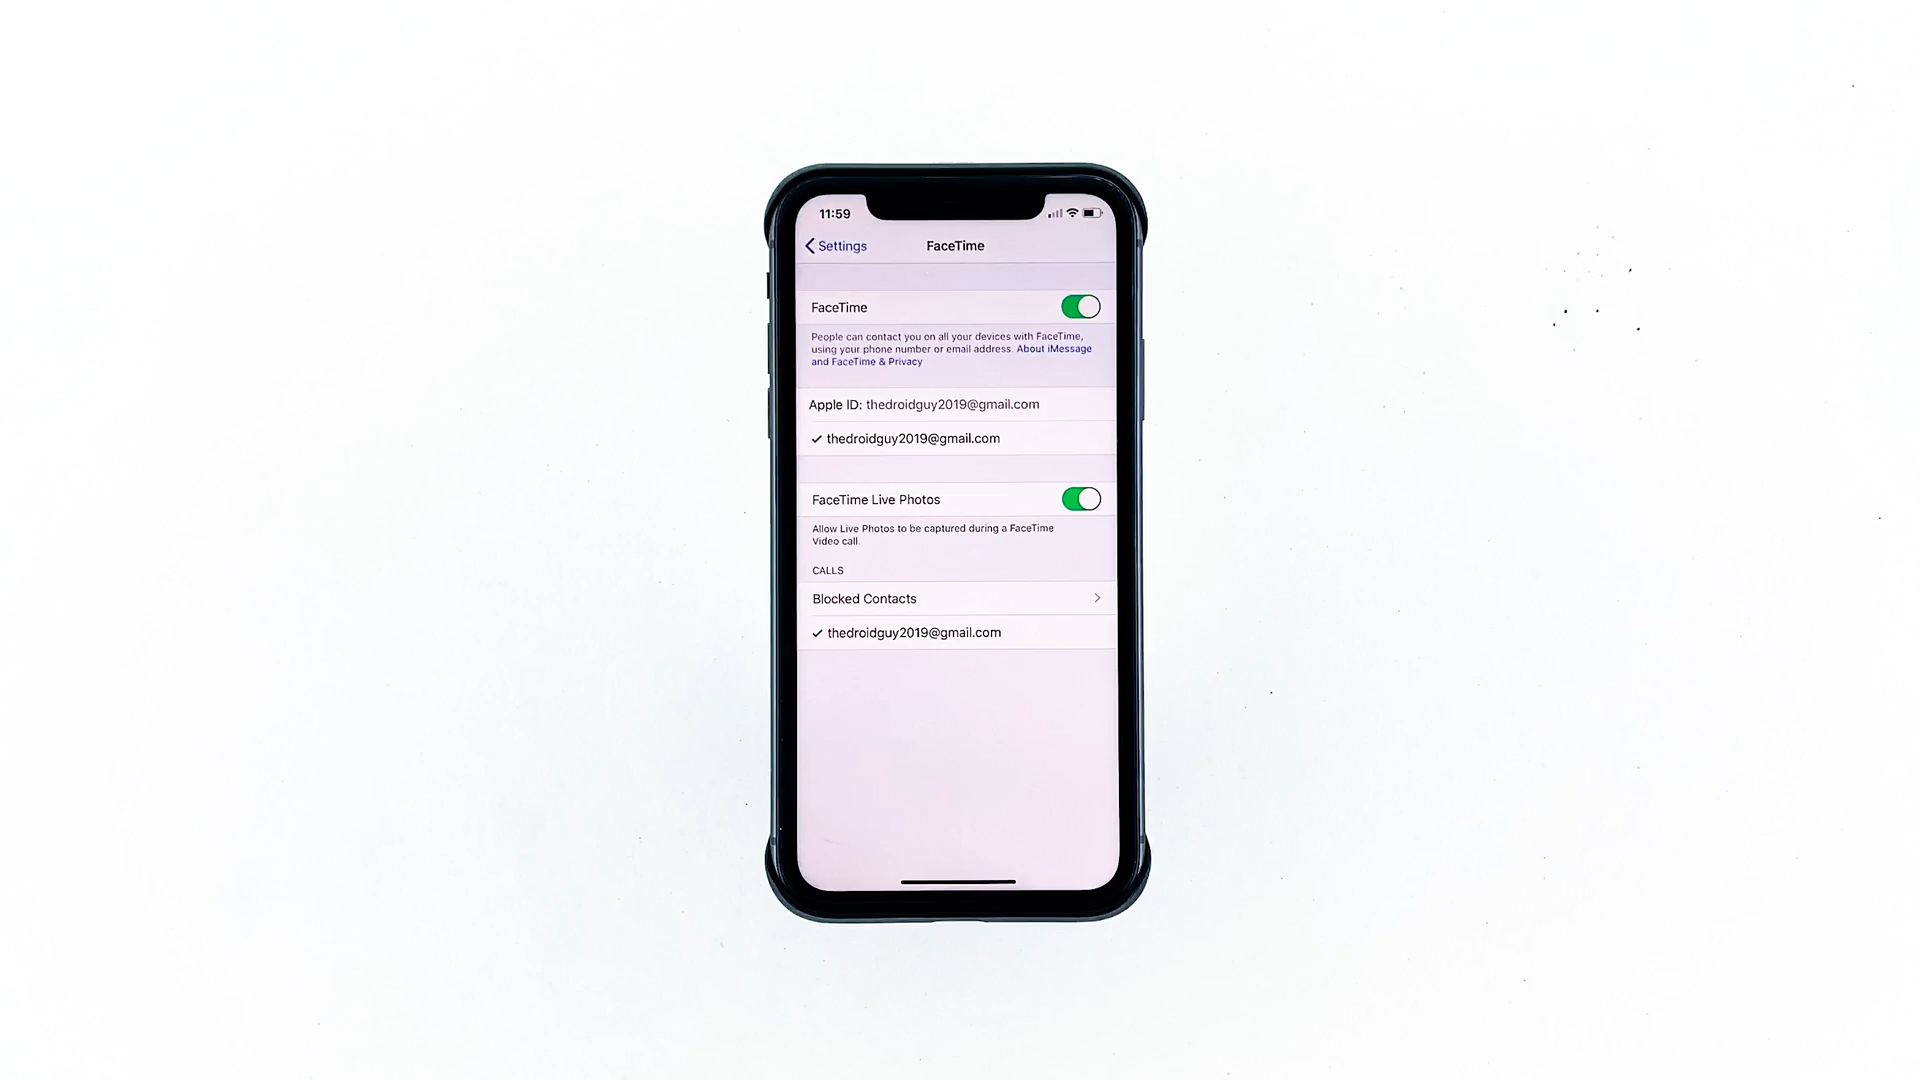 11:59
Settings
FaceTime
FaceTime
People can contact you on all your devices with FaceTime,
using your phone number or email address. About iMessage
and FaceTime & Privacy
Apple ID: thedroidguy2019@gmail.com
✓ thedroidguy2019@gmail.com
FaceTime Live Photos
Allow Live Photos to be captured during a FaceTime
Video call.
CALLS
Blocked Contacts
✓ thedroidguy2019@gmail.com